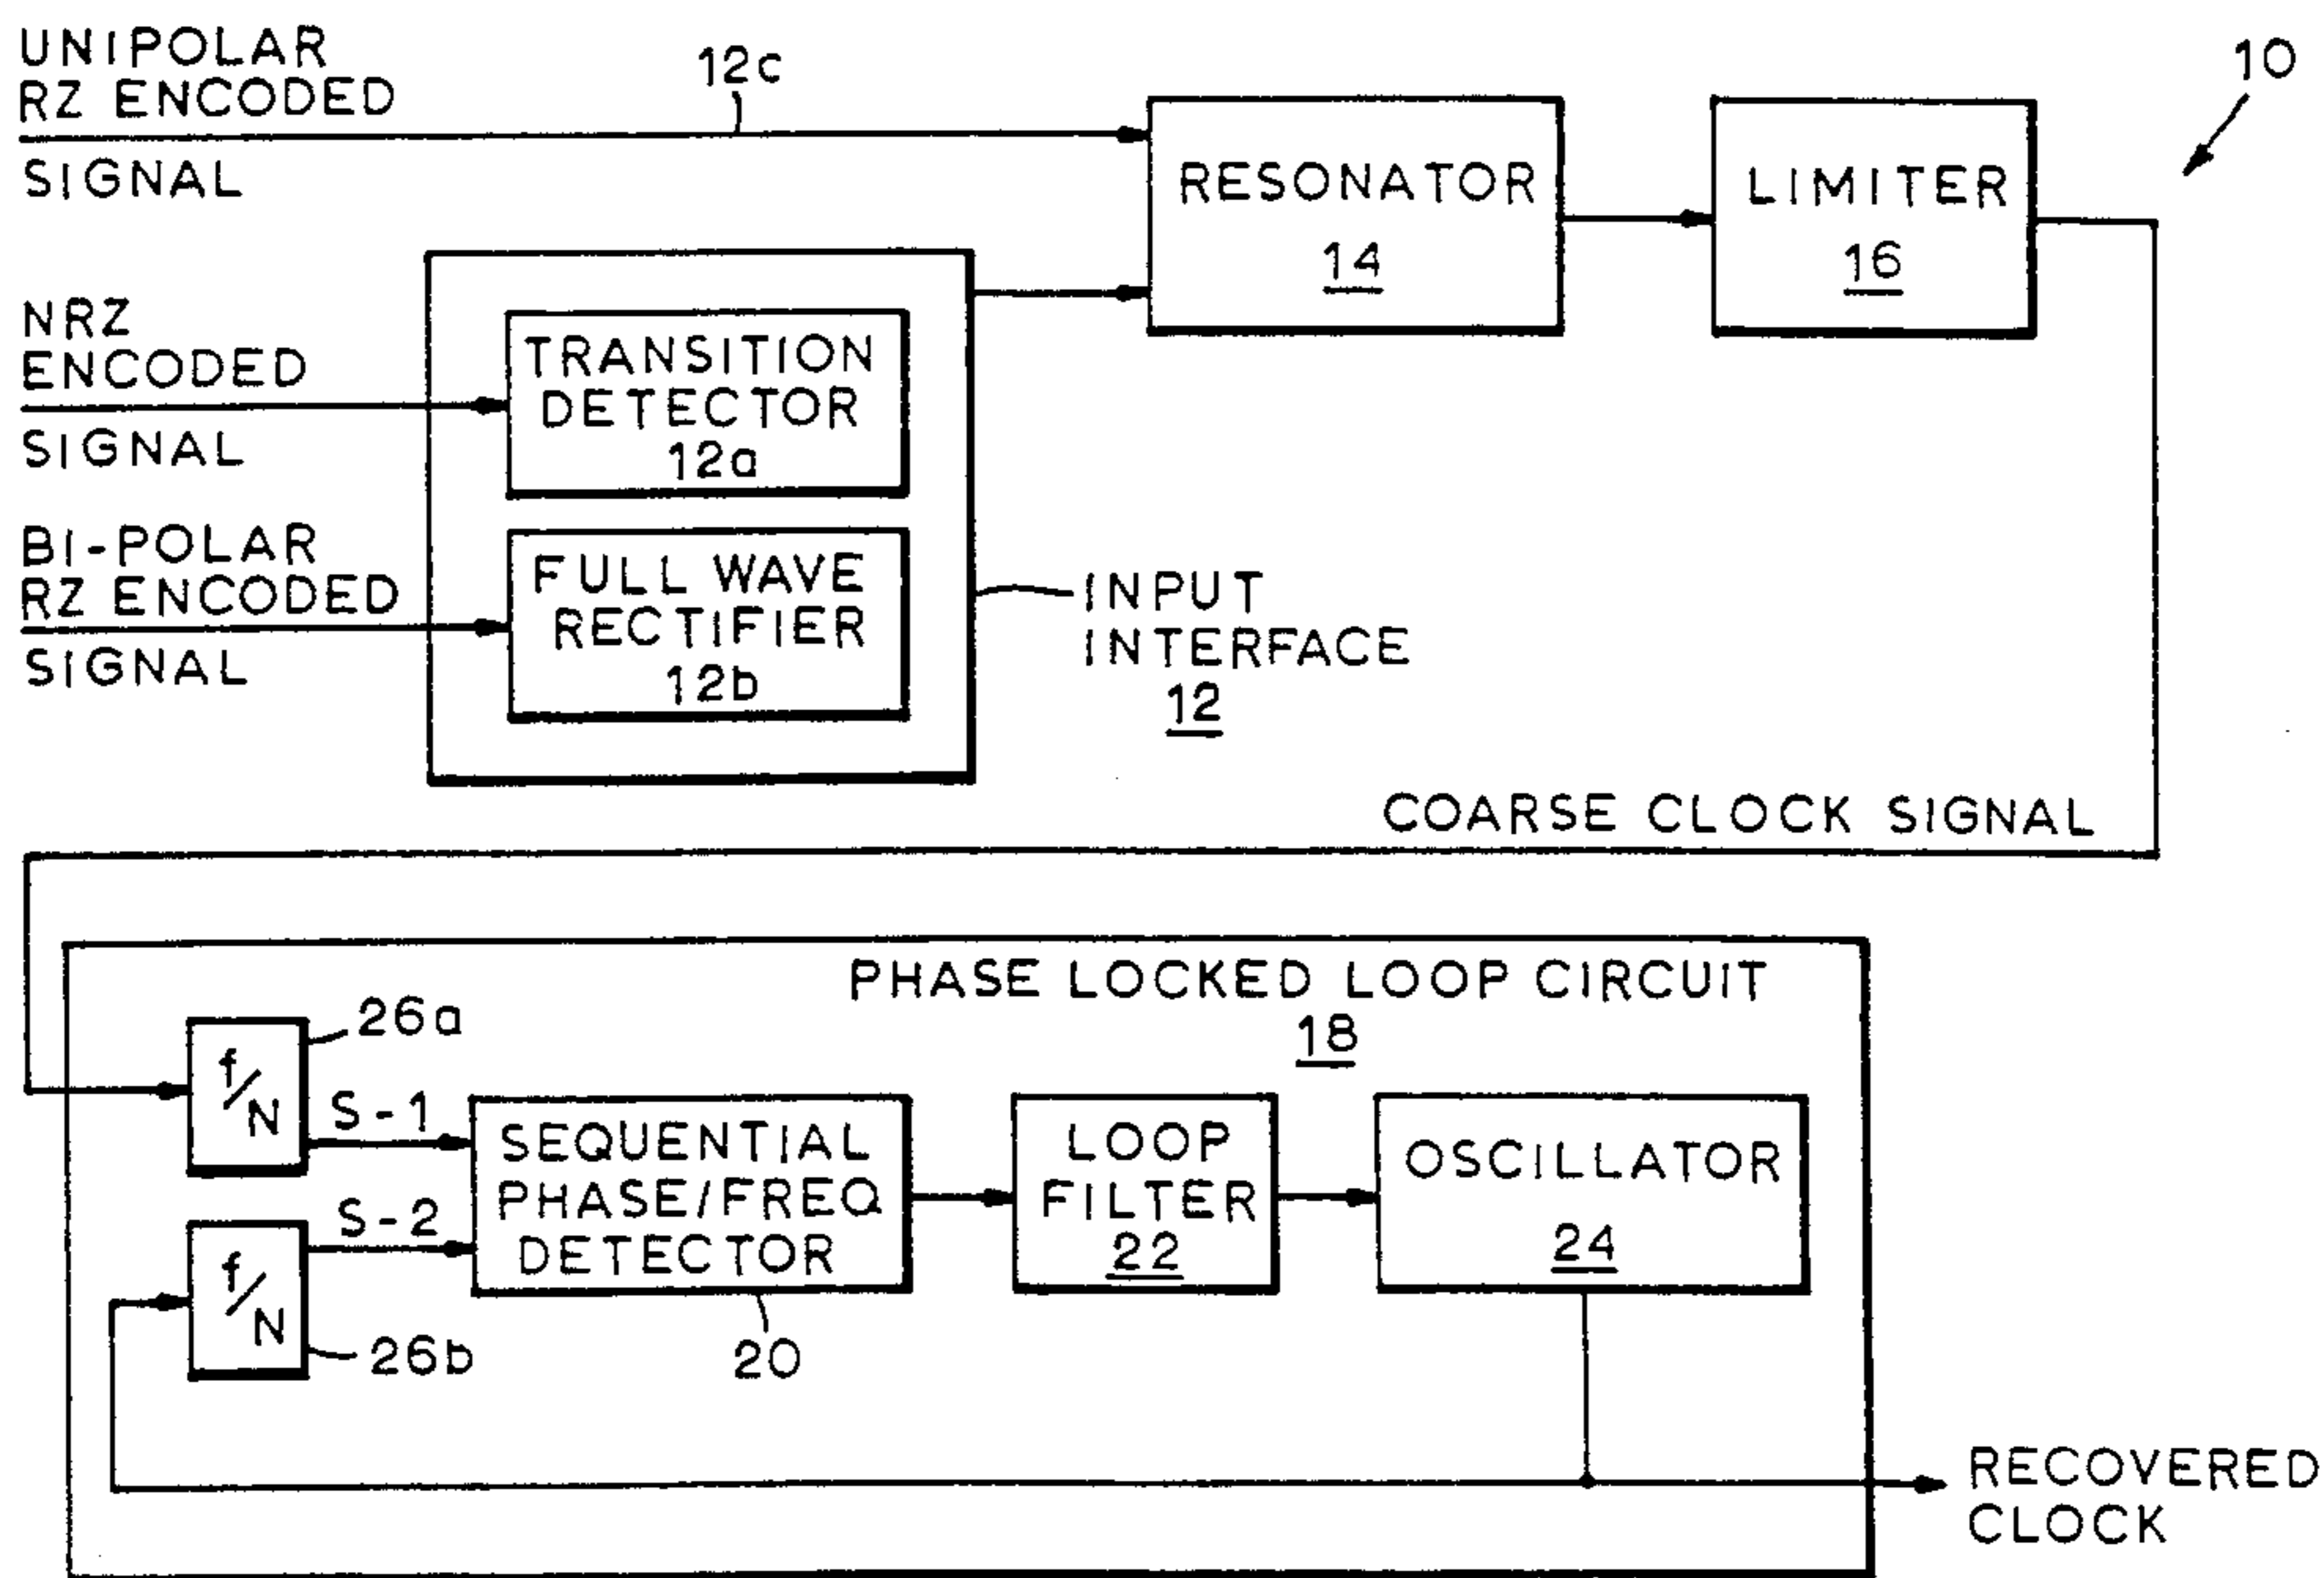 UNIPOLAR
RZ ENCODED
SIGNAL
12c
10
RESONATOR
14
LIMITER
16
NRZ
ENCODED
SIGNAL
TRANSITION
DETECTOR
12a
BI-POLAR
RZ ENCODED
SIGNAL
FULL WAVE
RECTIFIER
12b
INPUT
INTERFACE
12
COARSE CLOCK SIGNAL
PHASE LOCKED LOOP CIRCUIT
18
26a
f/N
S-1
S-2
f/N
26b
SEQUENTIAL
PHASE/FREQ
DETECTOR
20
LOOP
FILTER
22
OSCILLATOR
24
RECOVERED
CLOCK